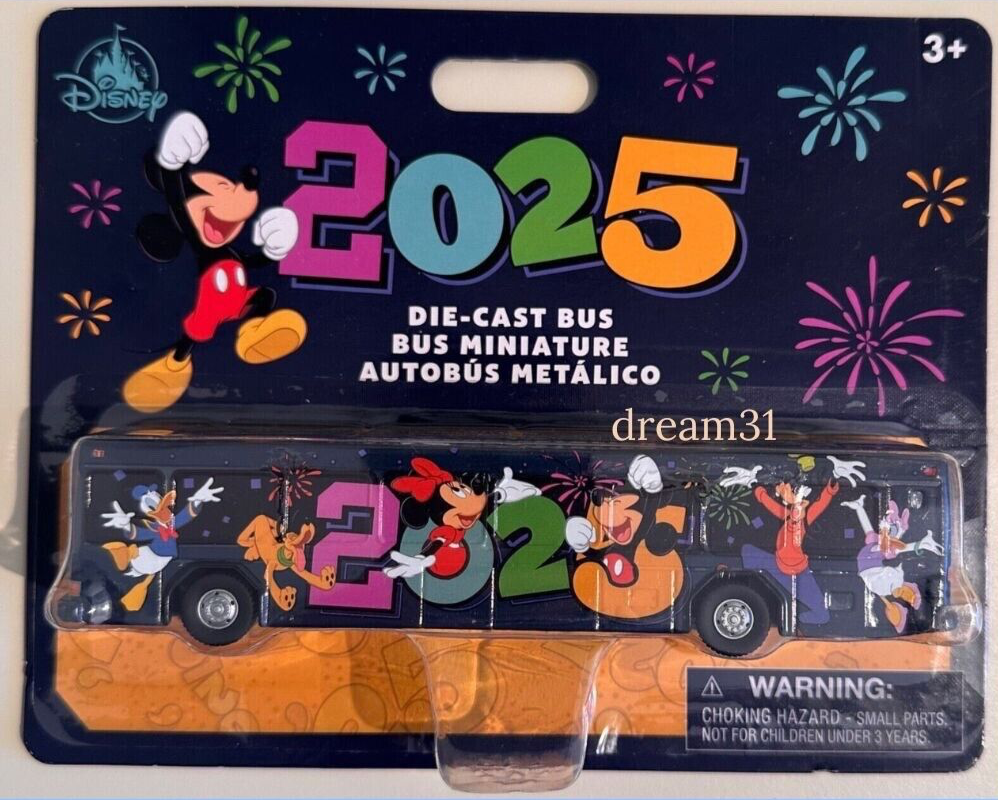 Disney
3+
2025
DIE-CAST BUS
BUS MINIATURE
AUTOBÚS METÁLICO
dream31
2025
WARNING:
CHOKING HAZARD - SMALL PARTS.
NOT FOR CHILDREN UNDER 3 YEARS.